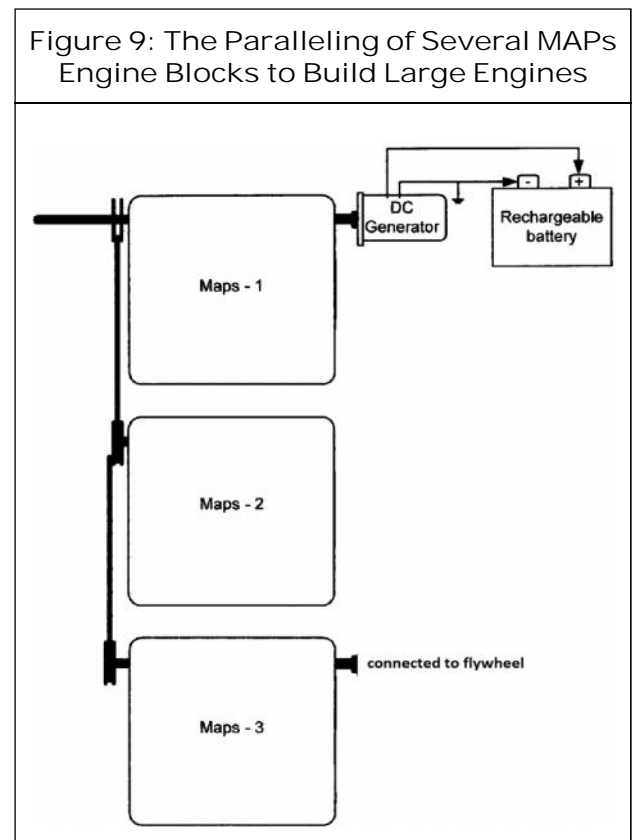 Figure 9: The Paralleling of Several MAPs
Engine Blocks to Build Large Engines
DC
Generator
-
+
Rechargeable
battery
Maps - 1
Maps - 2
connected to flywheel
Maps - 3